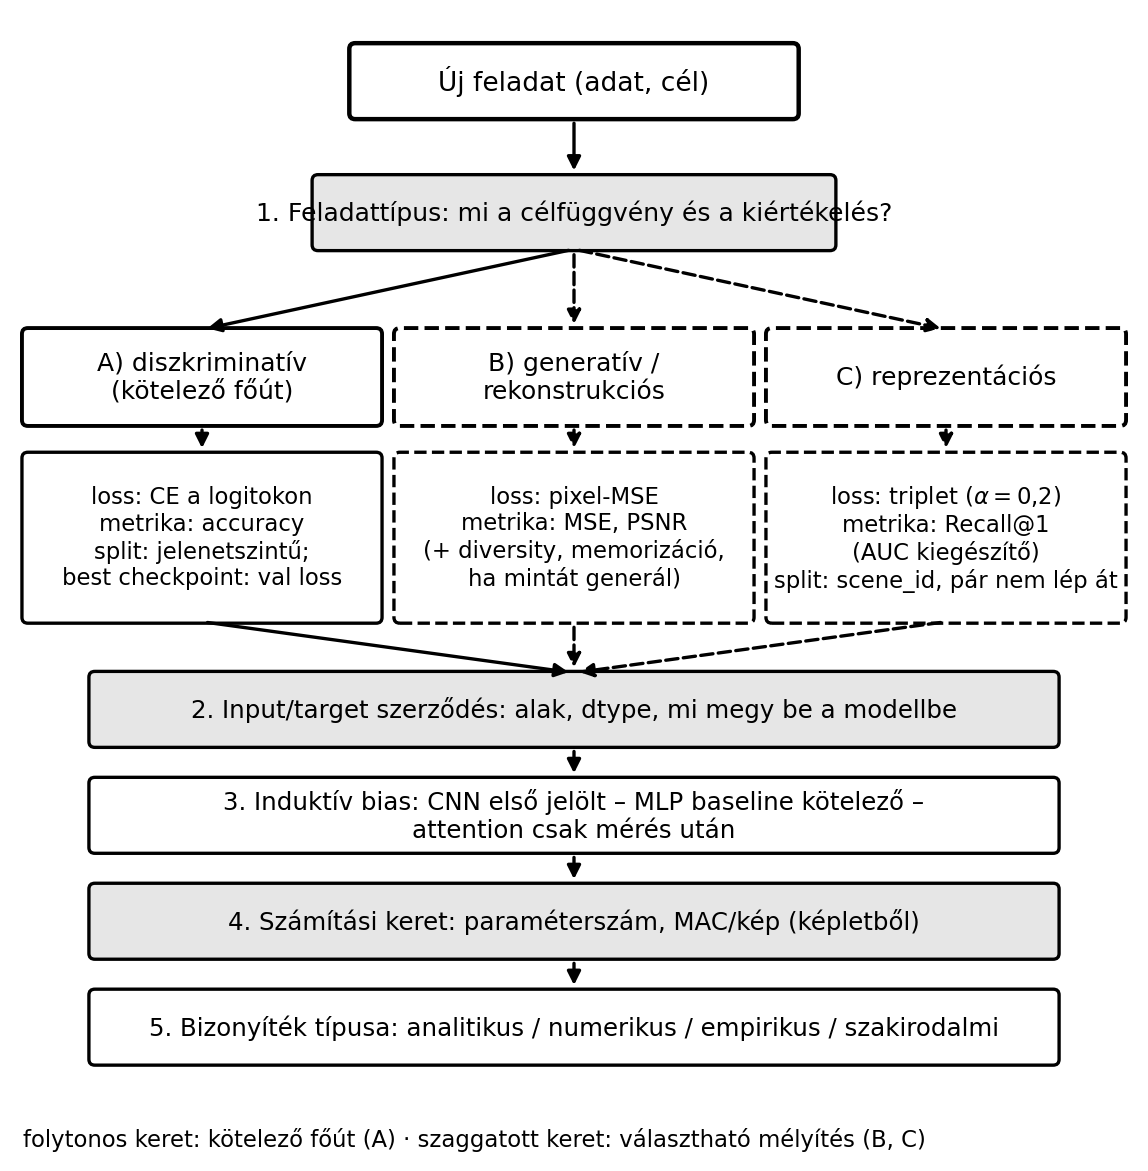 Új feladat (adat, cél)
1. Feladattípus: mi a célfüggvény és a kiértékelés?
A) diszkriminatív
(kötelező főút)
B) generatív /
rekonstrukciós
C) reprezentációs
loss: CE a logitokon
metrika: accuracy
split: jelenetszintű;
best checkpoint: val loss
loss: pixel-MSE
metrika: MSE, PSNR
(+ diversity, memorizáció,
ha mintát generál)
loss: triplet (α = 0,2)
metrika: Recall@1
(AUC kiegészítő)
split: scene_id, pár nem lép át
2. Input/target szerződés: alak, dtype, mi megy be a modellbe
3. Induktív bias: CNN első jelölt – MLP baseline kötelező –
attention csak mérés után
4. Számítási keret: paraméterszám, MAC/kép (képletből)
5. Bizonyíték típusa: analitikus / numerikus / empirikus / szakirodalmi
folytonos keret: kötelező főút (A) · szaggatott keret: választható mélyítés (B, C)